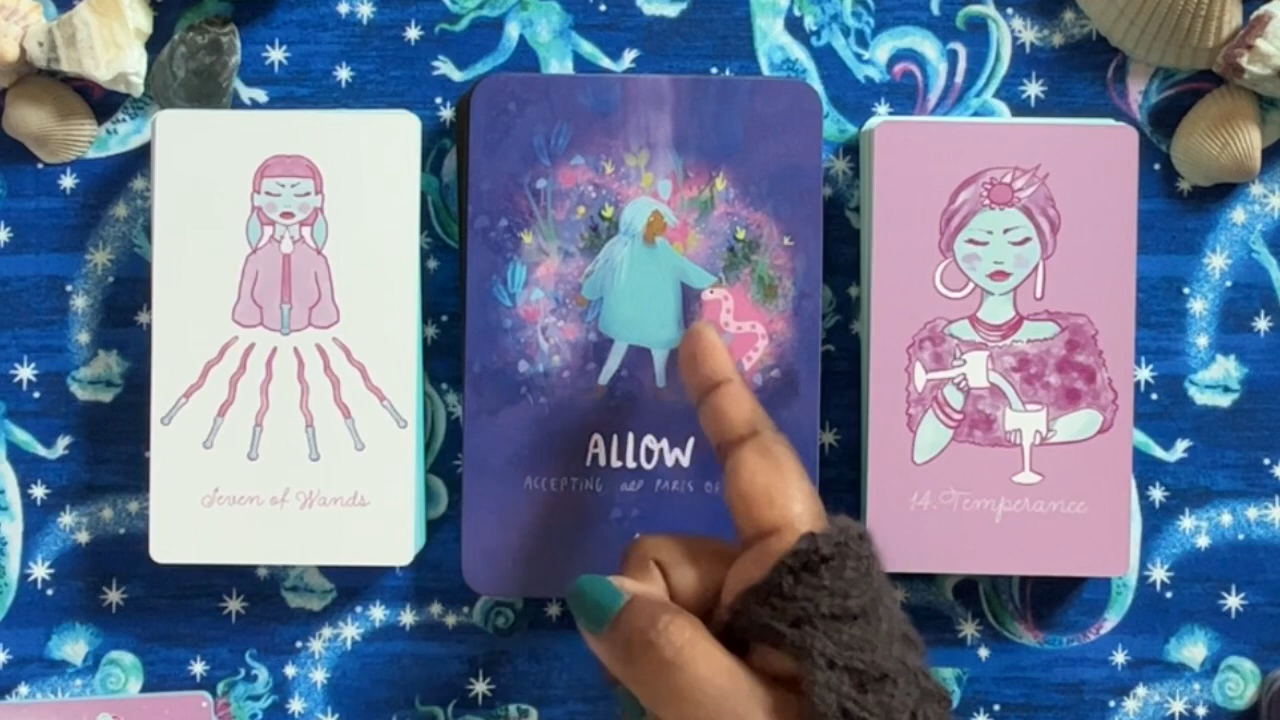 Seven of Wands
ALLOW
ACCEPTING all PARTS OF
14. Temperance